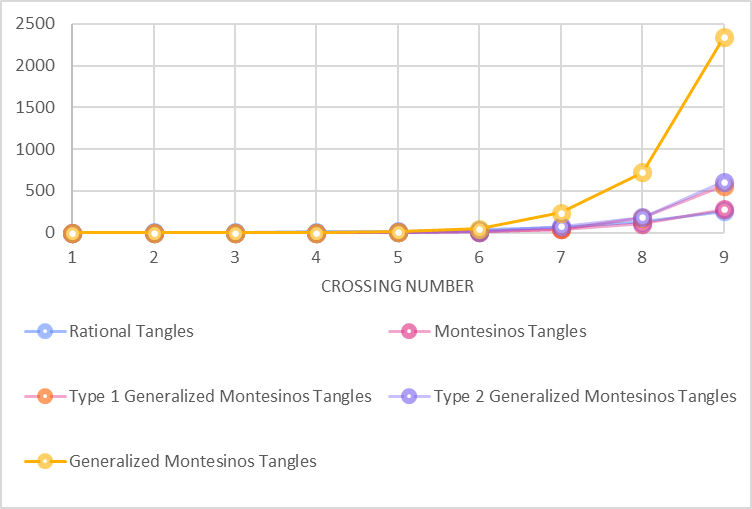 2500
2000
1500
1000
500
0
1 2 3 4 5 6 7 8 9
CROSSING NUMBER
Rational Tangles Montesinos Tangles
Type 1 Generalized Montesinos Tangles Type 2 Generalized Montesinos Tangles
Generalized Montesinos Tangles